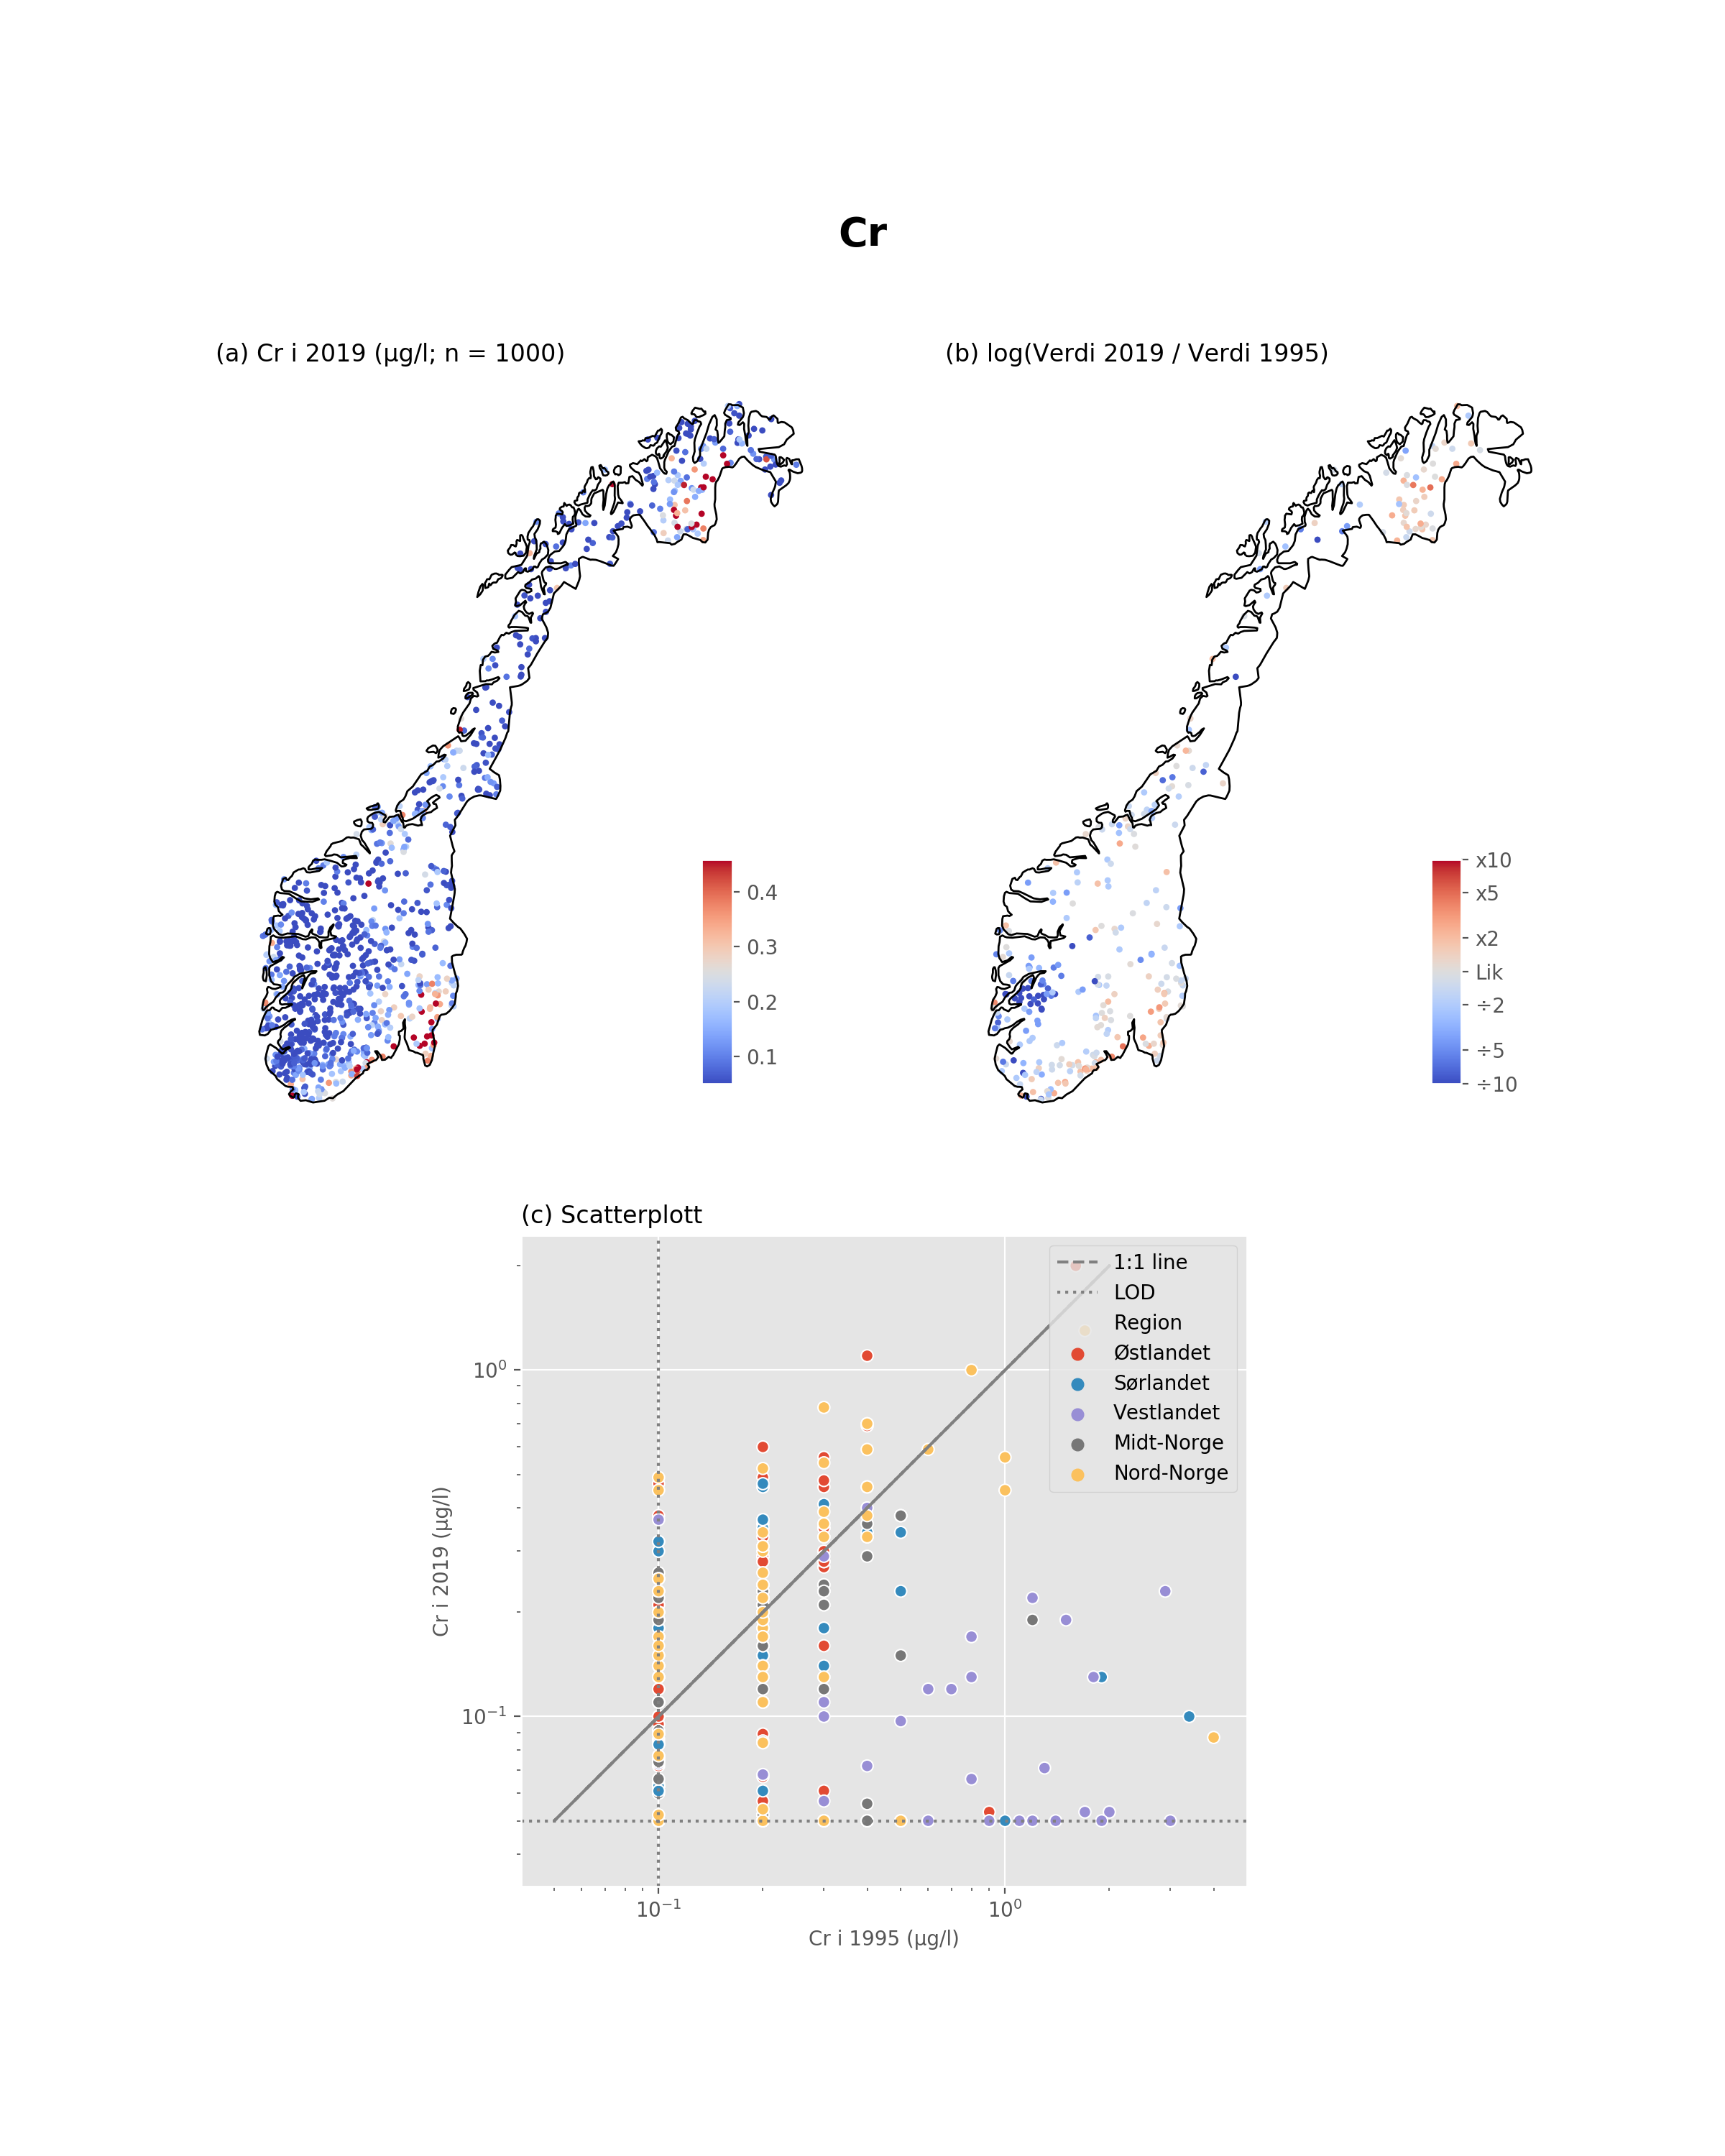 Cr
(a) Cr i 2019 (µg/l; n = 1000)
(b) log(Verdi 2019 / Verdi 1995)
0.4
0.3
0.2
0.1
x10
x5
x2
Lik
÷2
÷5
÷10
(c) Scatterplott
1:1 line
LOD
Region
Østlandet
Sørlandet
Vestlandet
Midt-Norge
Nord-Norge
Cr i 2019 (µg/l)
10⁰
10⁻¹
10⁻¹
10⁰
Cr i 1995 (µg/l)